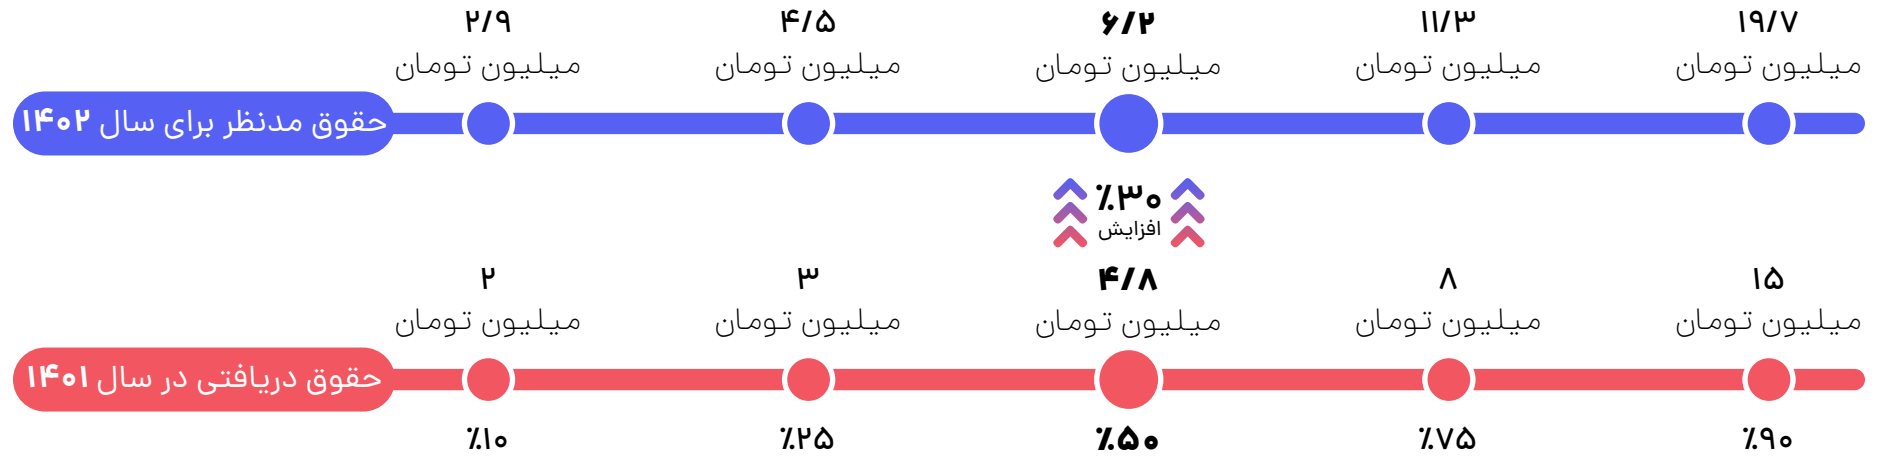 ۲/۹
۴/۵
۶/۲
۱۱/۳
۱۹/۷
میلیون تومان
میلیون تومان
میلیون تومان
میلیون تومان
میلیون تومان
حقوق مدنظر برای سال ۱۴۰۲
٪۳۰
افزایش
۲
۳
۴/۸
۸
۱۵
میلیون تومان
میلیون تومان
میلیون تومان
میلیون تومان
میلیون تومان
حقوق دریافتی در سال ۱۴۰۱
٪۱۰
٪۲۵
٪۵۰
٪۷۵
٪۹۰